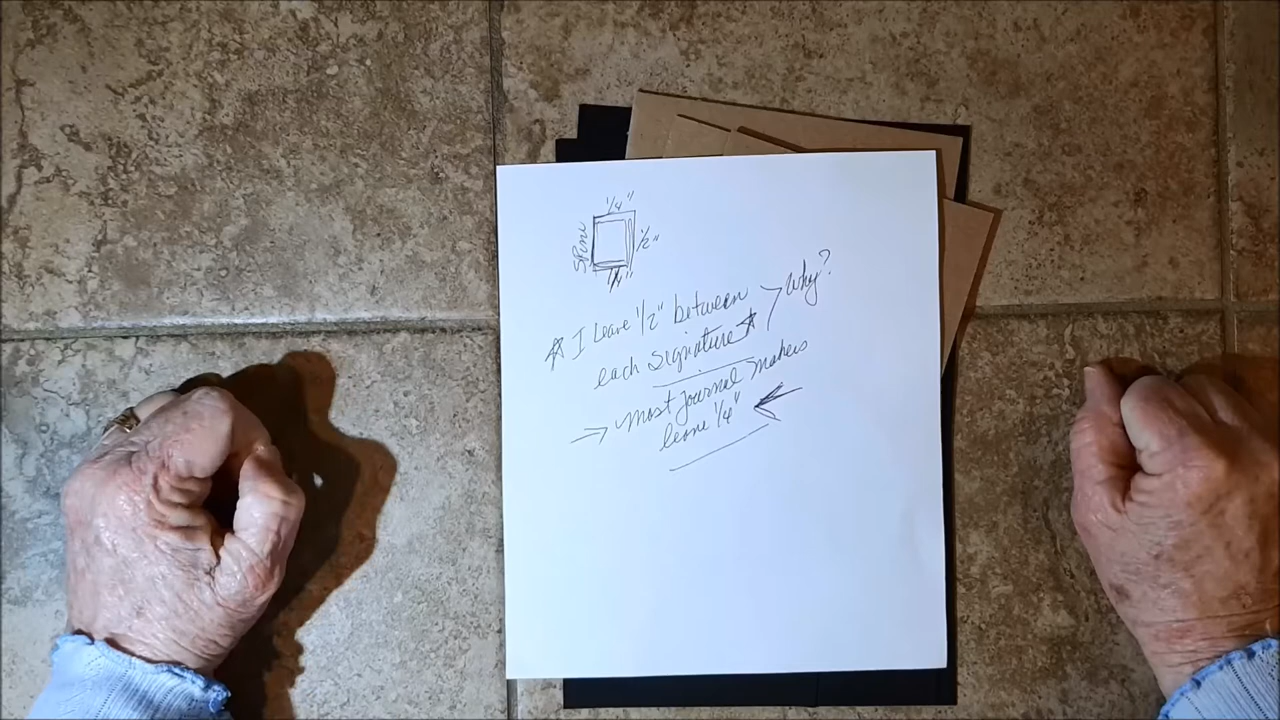 1/4"
Spine
1/2"
1/4"
I leave 1/2" between
each signature
Why?
most journal makers
leave 1/4"